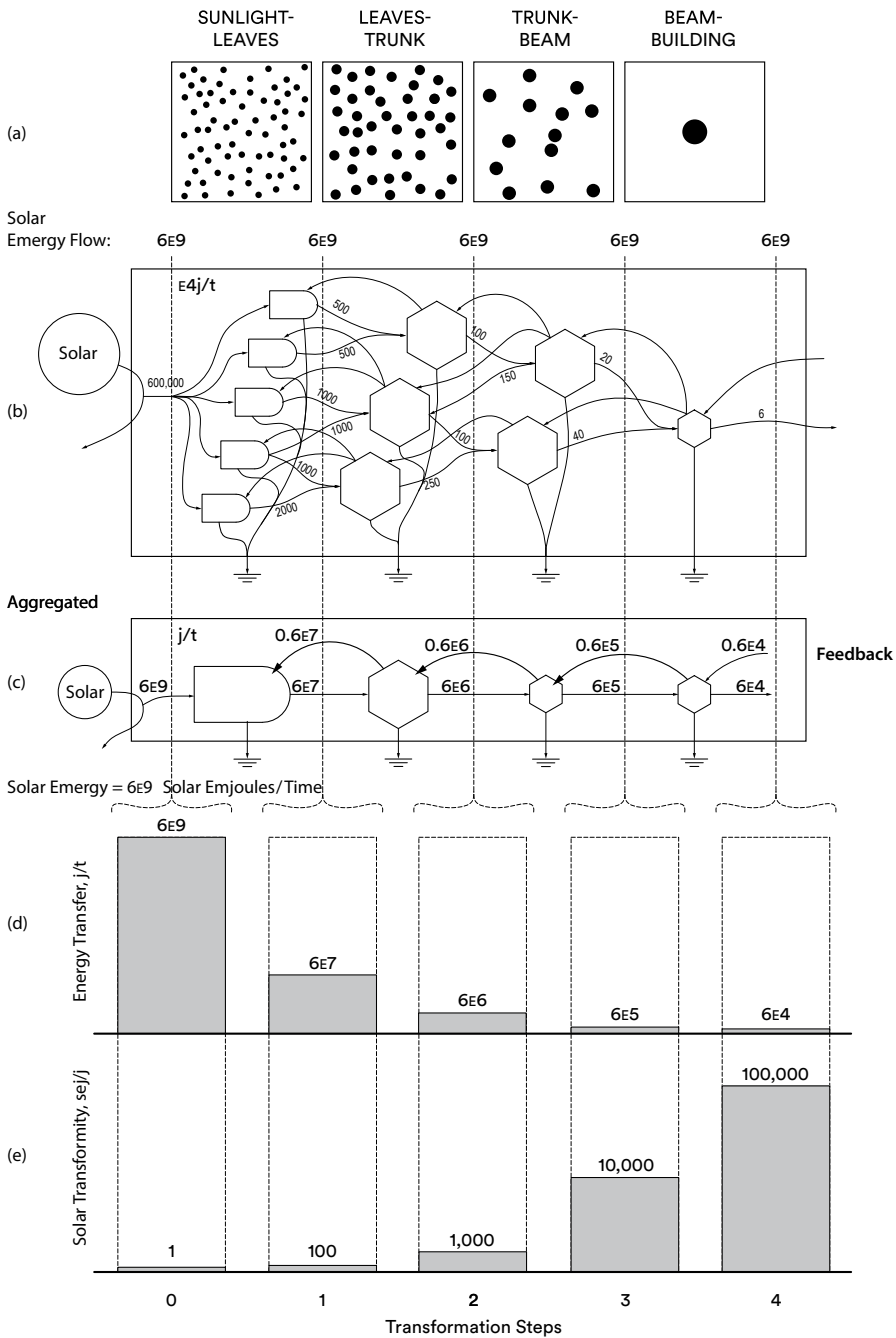 SUNLIGHT-
LEAVES
LEAVES-
TRUNK
TRUNK-
BEAM
BEAM-
BUILDING
(a)
Solar
Emergy Flow:
6E9
6E9
6E9
6E9
6E9
E4j/t
Solar
600,000
(b)
500
500
1000
1000
1000
2000
100
150
100
250
20
40
6
Aggregated
j/t
(c)
Solar
6E9
0.6E7
6E7
0.6E6
6E6
0.6E5
6E5
0.6E4
6E4
Feedback
Solar Emergy = 6E9 Solar Emjoules/Time
(d)
Energy Transfer, j/t
6E9
6E7
6E6
6E5
6E4
(e)
Solar Transformity, sej/j
1
100
1,000
10,000
100,000
0 1 2 3 4
Transformation Steps